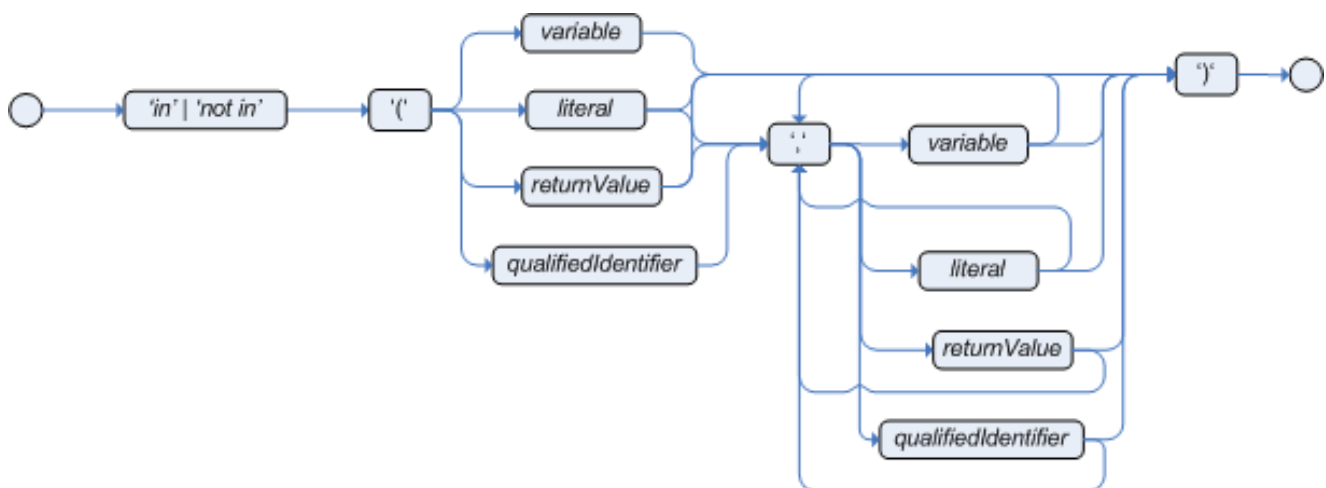 variable
‘in’ | 'not in’
'('
literal
returnValue
qualifiedIdentifier
‘,‘
variable
literal
returnValue
qualifiedIdentifier
‘)‘